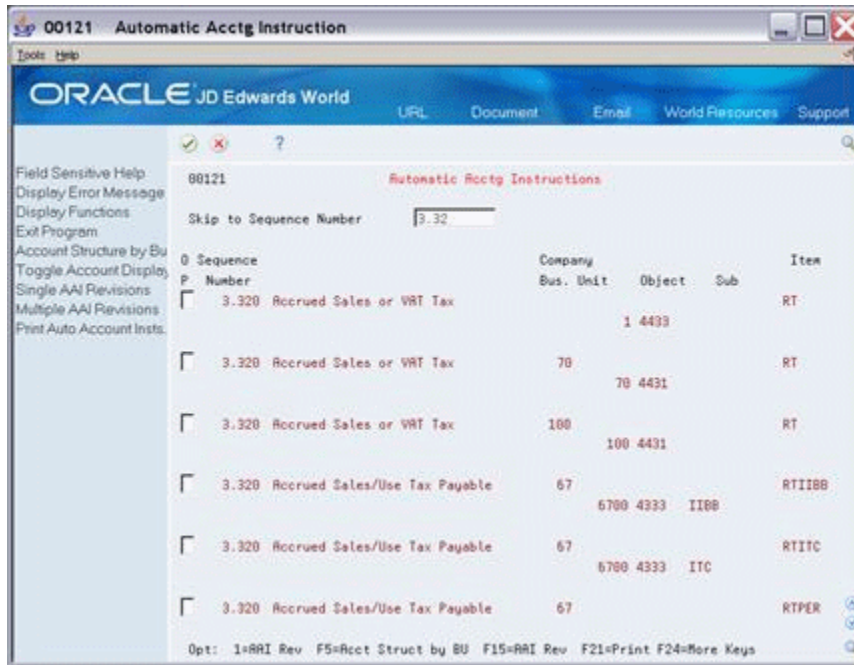 00121 Automatic Acctg Instruction
Tools Help
ORACLE JD Edwards World
URL Document Email World Resources Support
Field Sensitive Help
Display Error Message
Display Functions
Exit Program
Account Structure by Bu
Toggle Account Display
Single AAI Revisions
Multiple AAI Revisions
Print Auto Account Insts.
?
00121 Automatic Acctg Instructions
Skip to Sequence Number 3.32
O Sequence Company Item
P Number Bus. Unit Object Sub
3.320 Accrued Sales or VAT Tax RT
1 4433
3.320 Accrued Sales or VAT Tax 70 RT
70 4431
3.320 Accrued Sales or VAT Tax 100 RT
100 4431
3.320 Accrued Sales/Use Tax Payable 67 RTIIBB
6700 4333 IIBB
3.320 Accrued Sales/Use Tax Payable 67 RTITC
6700 4333 ITC
3.320 Accrued Sales/Use Tax Payable 67 RTPER
Opt: 1=AAI Rev F5=Acct Struct by BU F15=AAI Rev F21=Print F24=More Keys